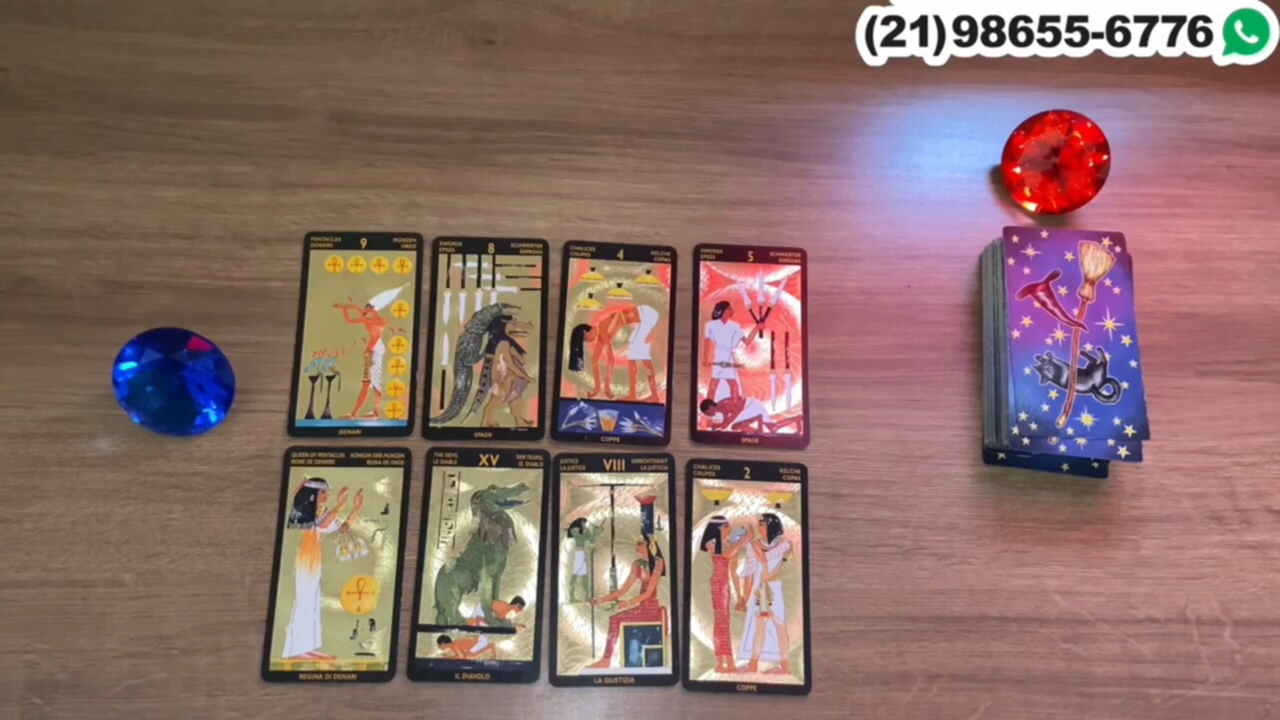 (21)98655-6776
PENTACLES 9 MÜNZEN
DENIERS OROS
DENARI
SWORDS 8 SCHWERTER
EPEES ESPADAS
SPADE
CHALICES 4 KELCHE
COUPES COPAS
COPPE
SWORDS 5 SCHWERTER
EPEES ESPADAS
SPADE
QUEEN OF PENTACLES KÖNIGIN DER MÜNZEN
REINE DE DENIERS REINA DE OROS
REGINA DI DENARI
THE DEVIL XV DER TEUFEL
LE DIABLE EL DIABLO
IL DIAVOLO
JUSTICE VIII GERECHTIGKEIT
LA JUSTICE LA JUSTICIA
LA GIUSTIZIA
CHALICES 2 KELCHE
COUPES COPAS
COPPE